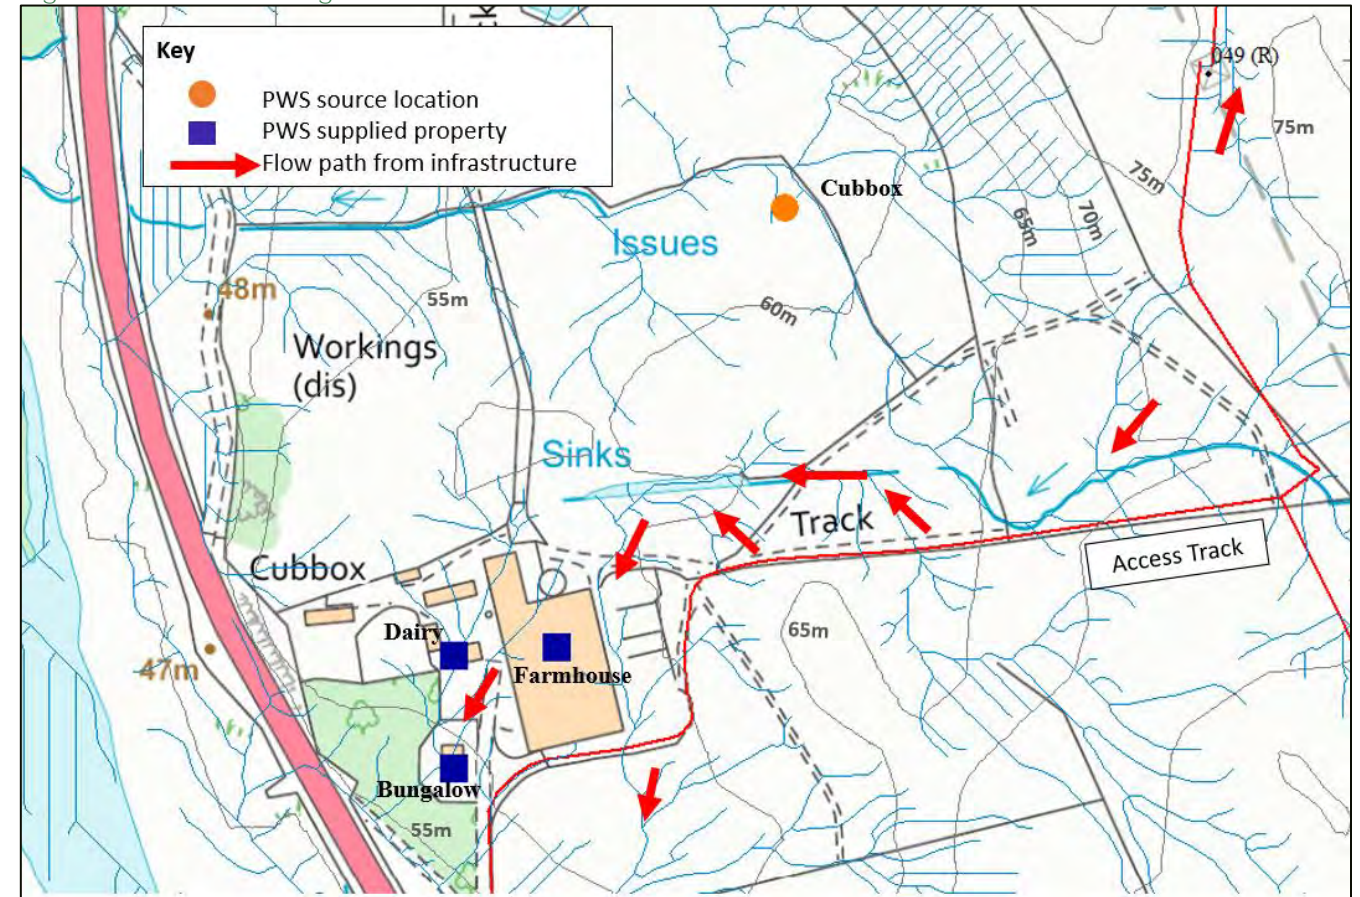 Key
PWS source location
PWS supplied property
Flow path from infrastructure
049 (R)
75m
75m
Cubbox
65m
70m
Issues
48m
55m
60m
Workings
(dis)
Sinks
Track
Access Track
Cubbox
Dairy
65m
47m
Farmhouse
Bungalow
55m